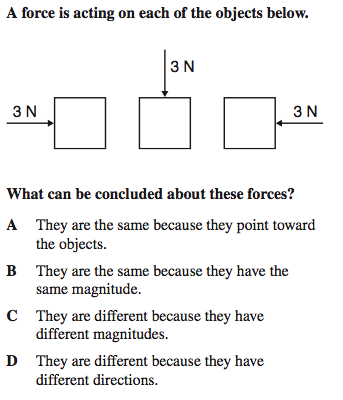 A force is acting on each of the objects below.
3 N
3 N
3 N
What can be concluded about these forces?
A They are the same because they point toward
the objects.
B They are the same because they have the
same magnitude.
C They are different because they have
different magnitudes.
D They are different because they have
different directions.